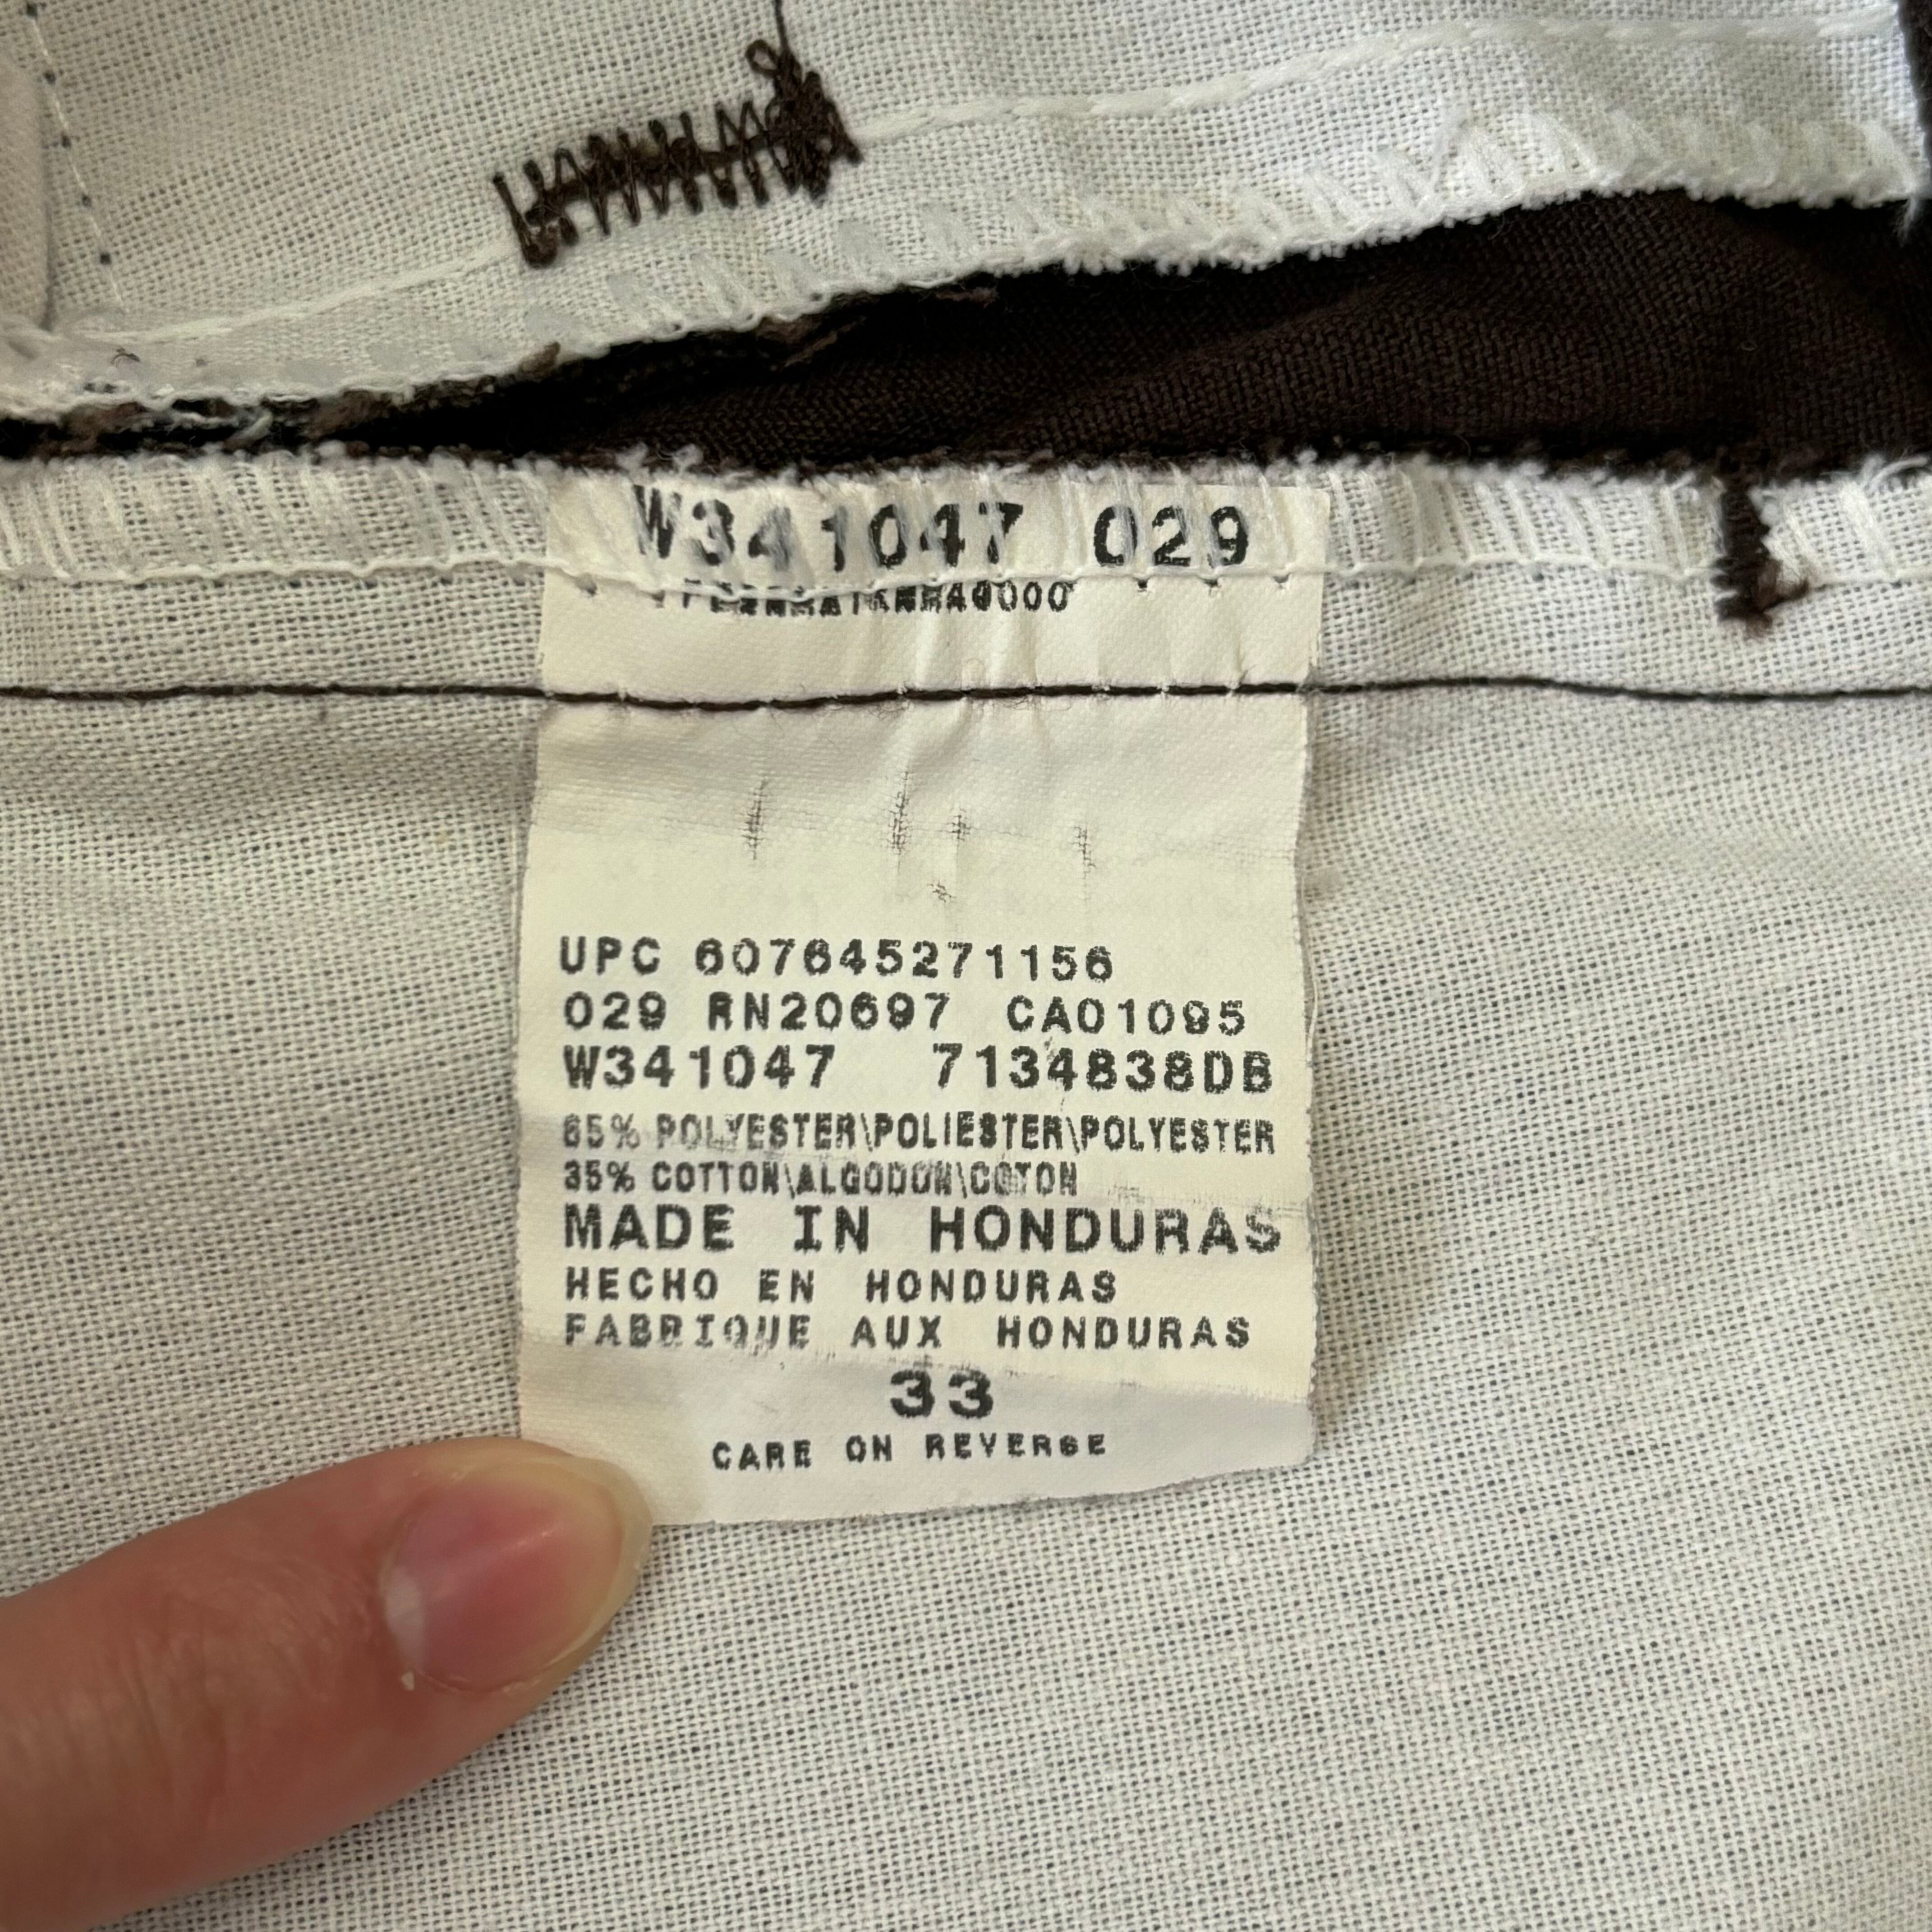 W341047 029
UPC 607645271156
029 RN20697 CA01095
W341047 7134838DB
65% POLYESTER\POLIESTER\POLYESTER
35% COTTON\ALGODON\COTON
MADE IN HONDURAS
HECHO EN HONDURAS
FABRIQUE AUX HONDURAS
33
CARE ON REVERSE